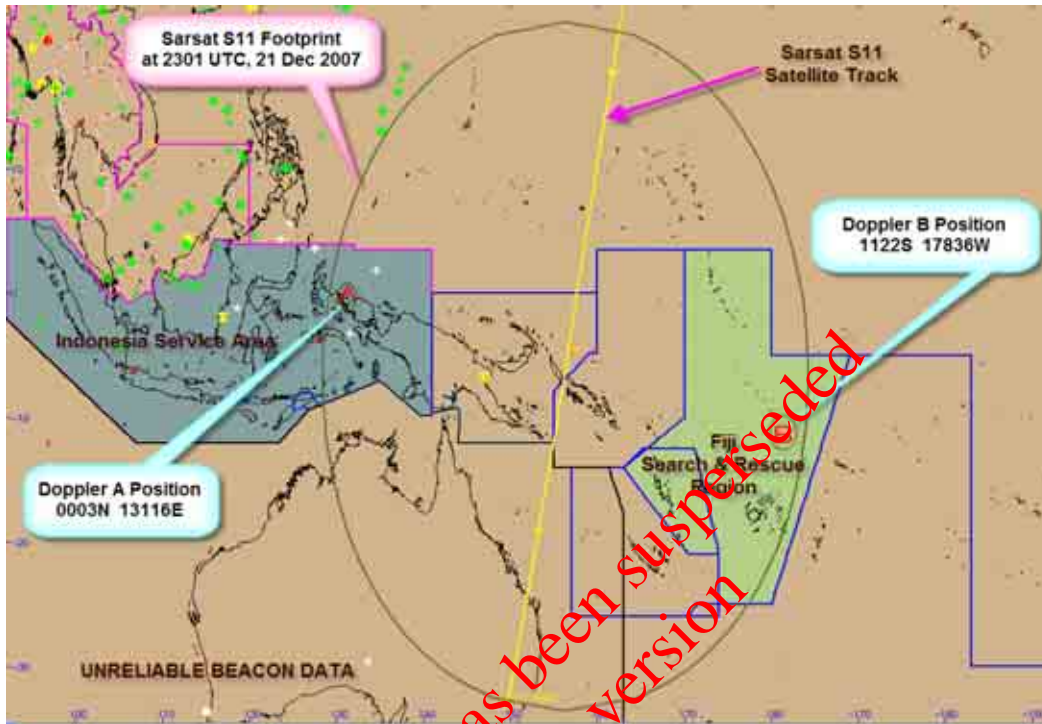 Sarsat S11 Footprint
at 2301 UTC, 21 Dec 2007
Sarsat S11
Satellite Track
Doppler B Position
1122S 17836W
Indonesia Service Area
Fiji
Search & Rescue
Region
Doppler A Position
0003N 13116E
UNRELIABLE BEACON DATA
as been susperseded
version